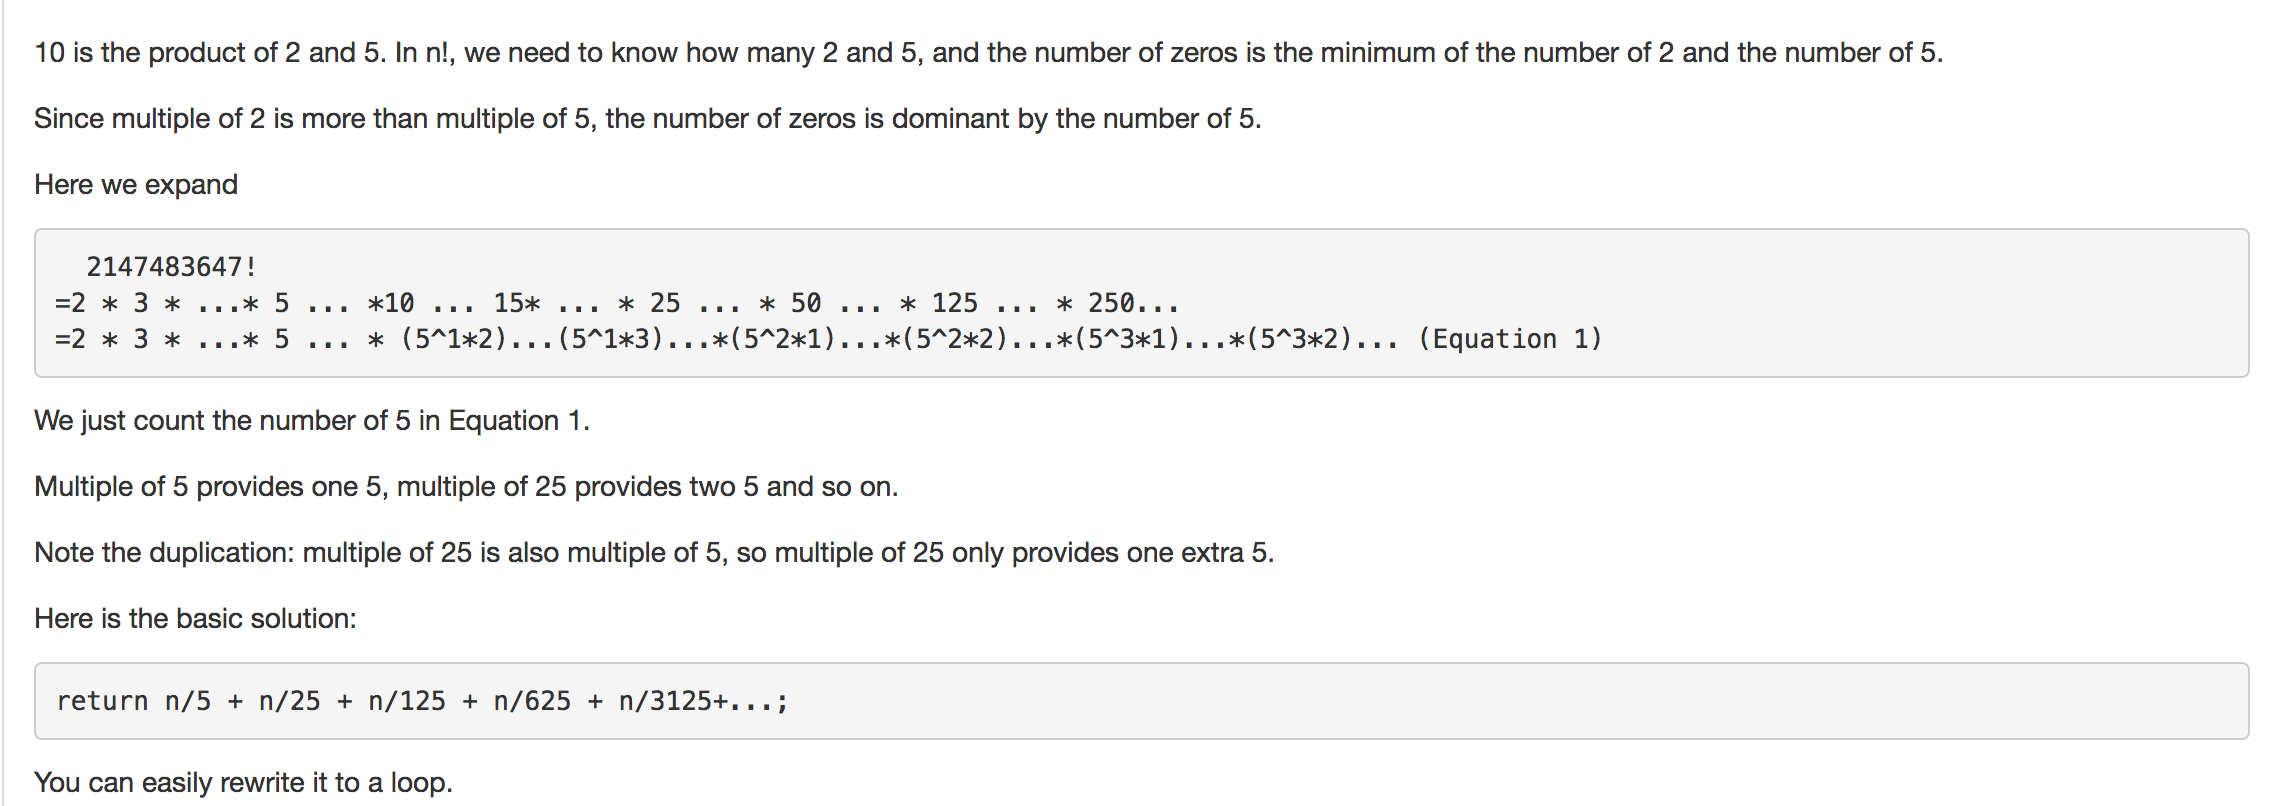 10 is the product of 2 and 5. In n!, we need to know how many 2 and 5, and the number of zeros is the minimum of the number of 2 and the number of 5.
Since multiple of 2 is more than multiple of 5, the number of zeros is dominant by the number of 5.
Here we expand
2147483647!
=2 * 3 * ...* 5 ... *10 ... 15* ... * 25 ... * 50 ... * 125 ... * 250...
=2 * 3 * ...* 5 ... * (5^1*2)...(5^1*3)...*(5^2*1)...*(5^2*2)...*(5^3*1)...*(5^3*2)... (Equation 1)
We just count the number of 5 in Equation 1.
Multiple of 5 provides one 5, multiple of 25 provides two 5 and so on.
Note the duplication: multiple of 25 is also multiple of 5, so multiple of 25 only provides one extra 5.
Here is the basic solution:
return n/5 + n/25 + n/125 + n/625 + n/3125+...;
You can easily rewrite it to a loop.